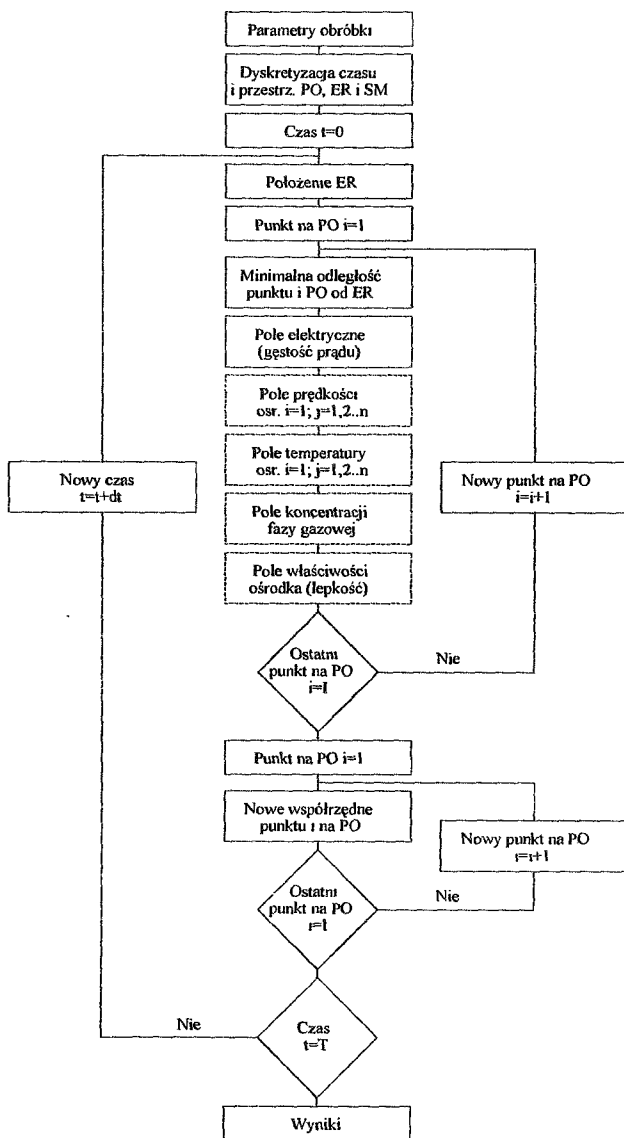 Parametry obróbki
Dyskretyzacja czasu
i przestrz. PO, ER i SM
Czas t=0
Położenie ER
Punkt na PO i=1
Minimalna odległość
punktu i PO od ER
Pole elektryczne
(gęstość prądu)
Pole prędkości
osr. i=1; j=1,2..n
Pole temperatury
osr. i=1; j=1,2..n
Nowy czas
t=t+dt
Nowy punkt na PO
i=i+1
Pole koncentracji
fazy gazowej
Pole właściwości
ośrodka (lepkość)
Ostatni
punkt na PO
i=I
Nie
Punkt na PO i=1
Nowe współrzędne
punktu i na PO
Nowy punkt na PO
i=i+1
Ostatni
punkt na PO
i=I
Nie
Nie
Czas
t=T
Wyniki